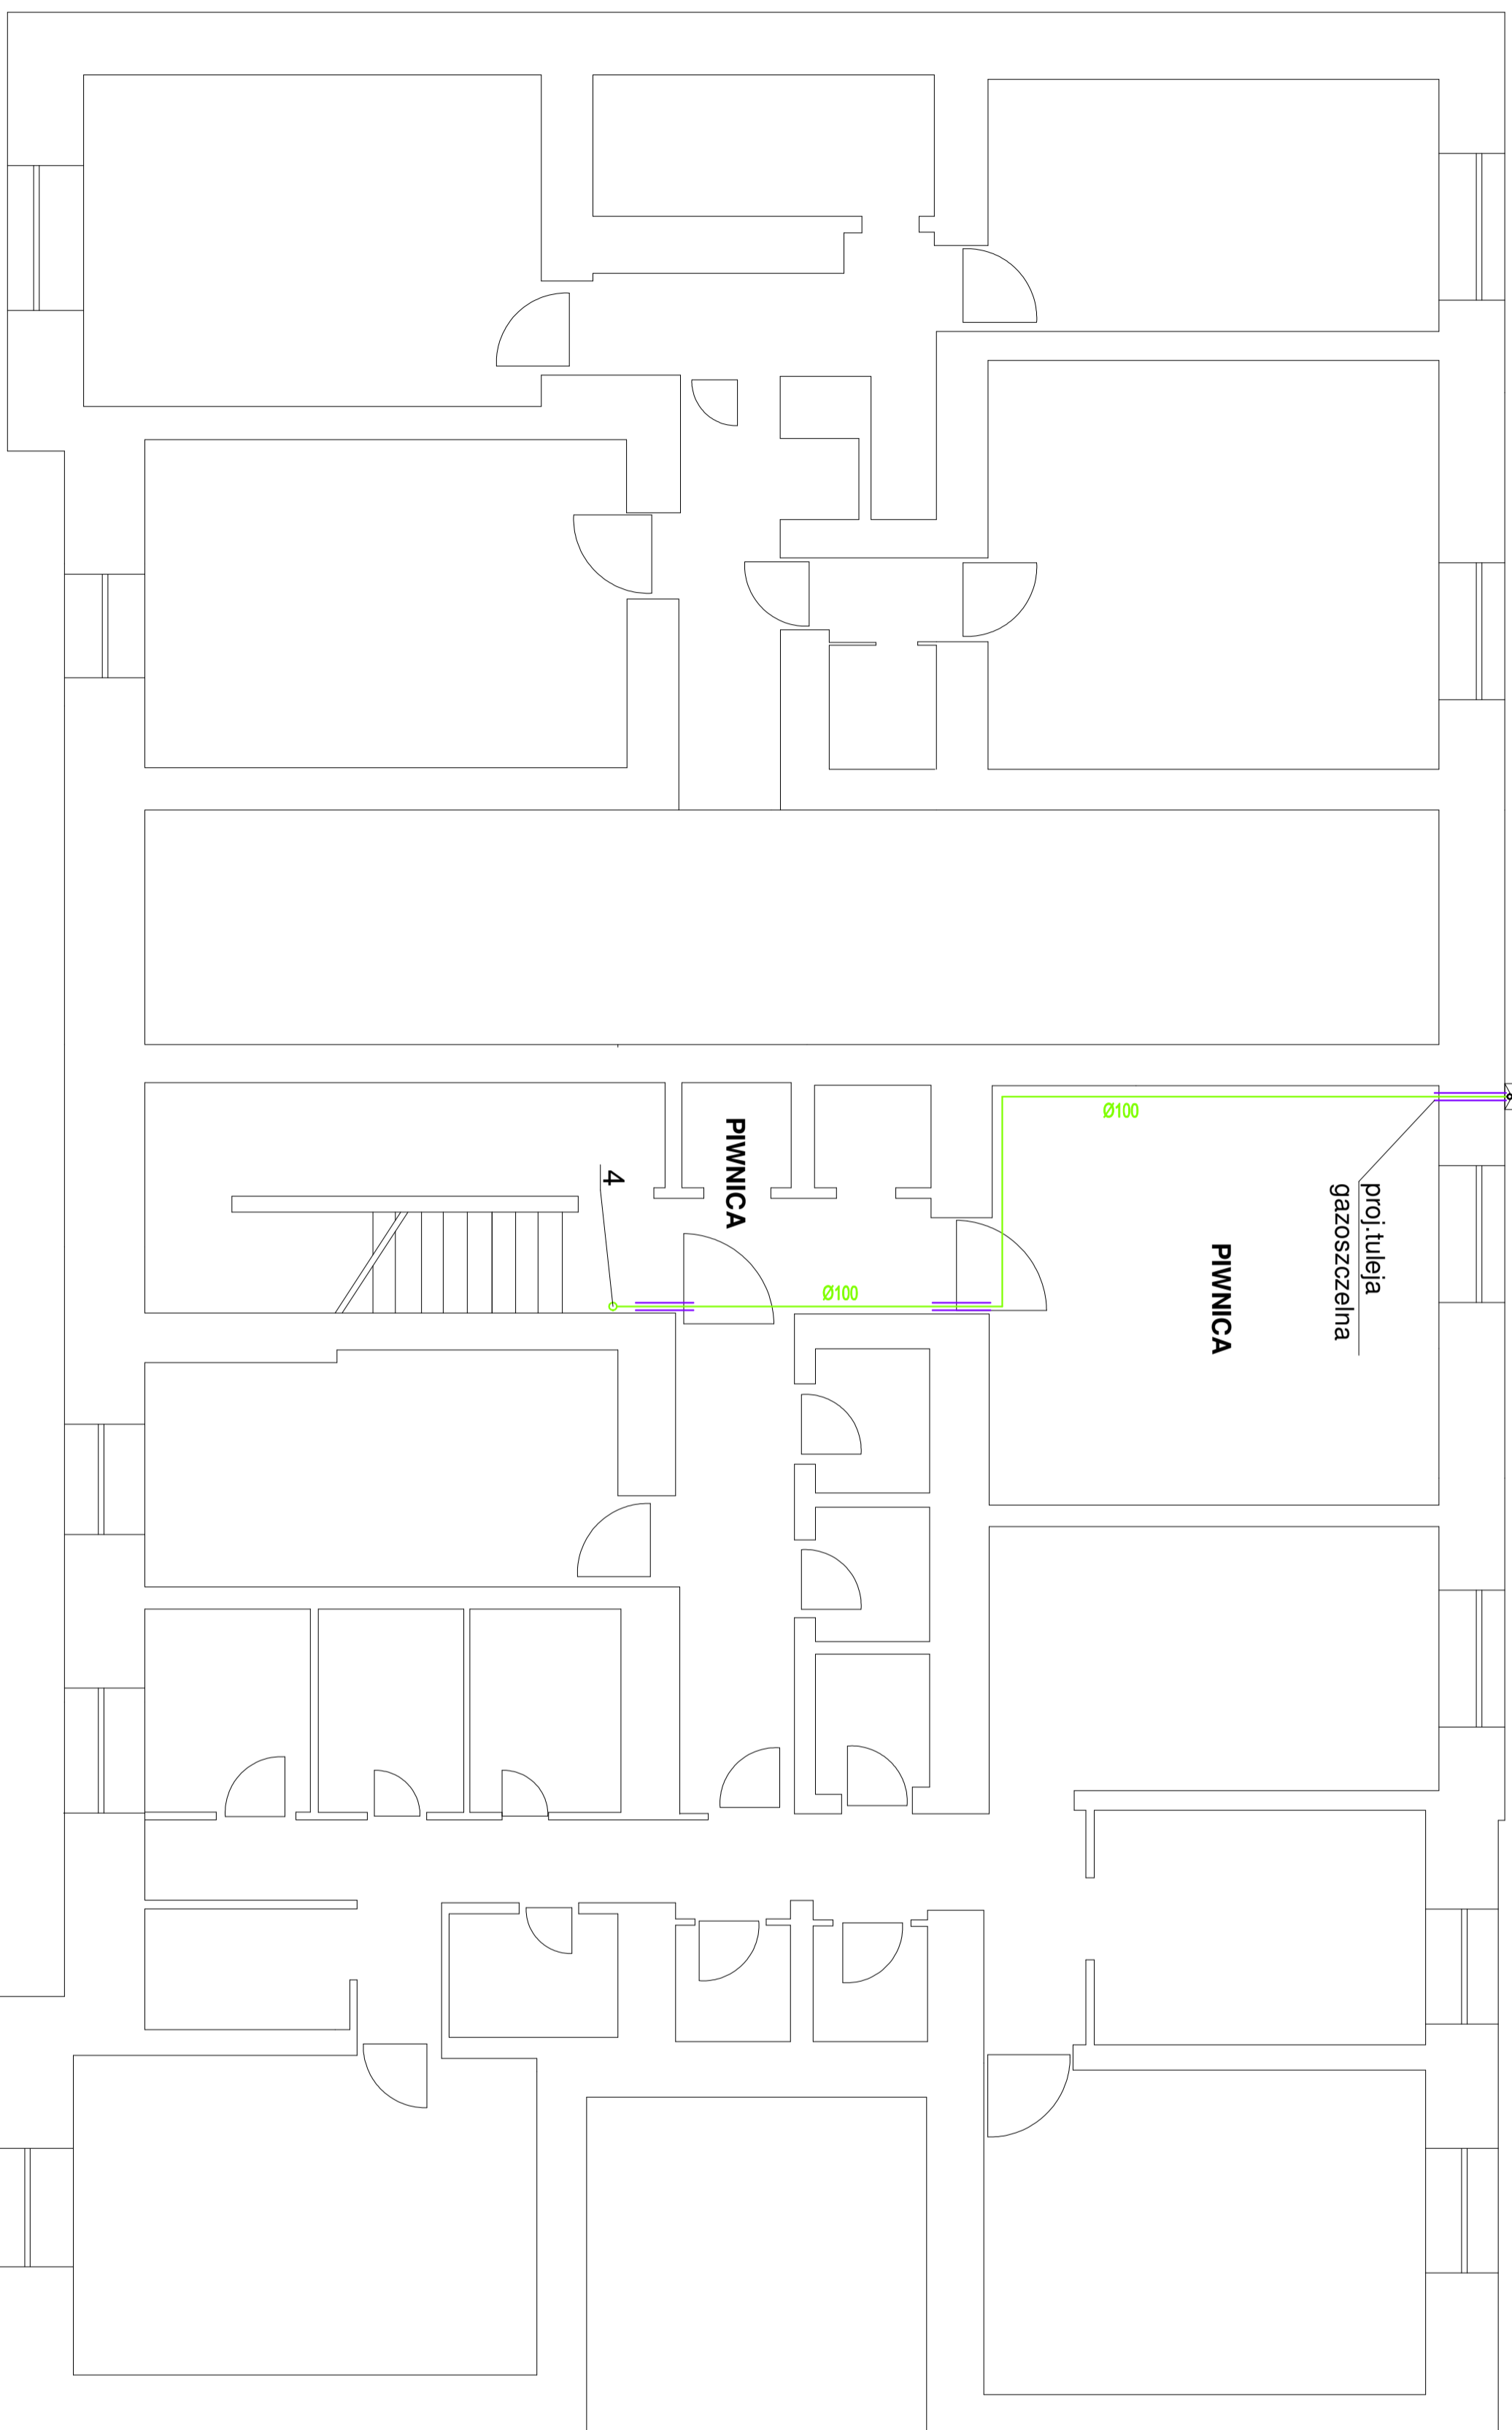 proj.tuleja
gazoszczelna
PIWNICA
PIWNICA
4
Ø100
Ø100